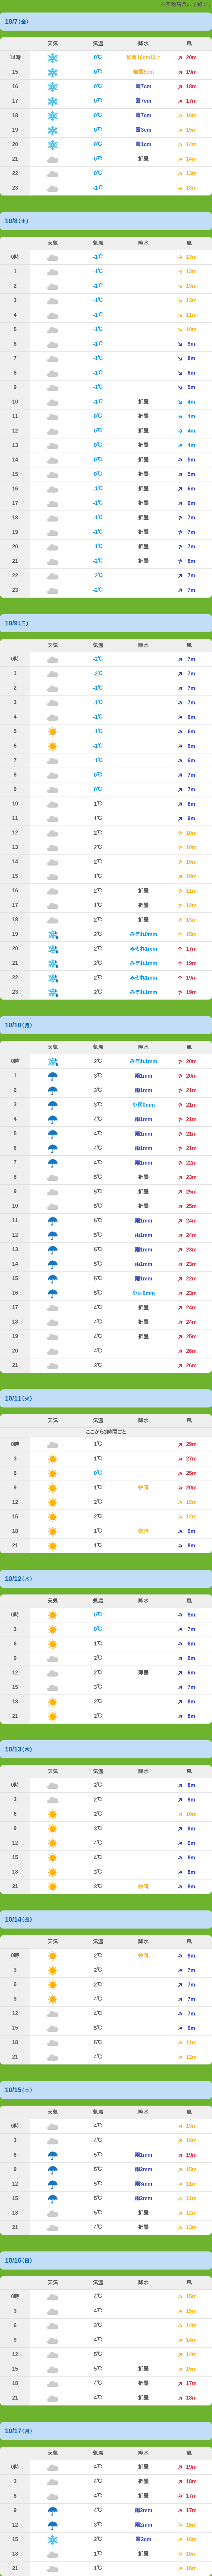 ※標準高度の予報です
10/7(金)
天気 気温 降水 風
14時 0℃ 強雪10cm以上 20m
15 0℃ 強雪8cm 19m
16 0℃ 雪7cm 18m
17 0℃ 雪7cm 17m
18 0℃ 雪7cm 16m
19 0℃ 雪3cm 15m
20 0℃ 雪1cm 14m
21 0℃ 折曇 14m
22 0℃ 13m
23 -1℃ 13m
10/8(土)
天気 気温 降水 風
0時 -1℃ 13m
1 -1℃ 13m
2 -1℃ 13m
3 -1℃ 13m
4 -1℃ 11m
5 -1℃ 10m
6 -1℃ 9m
7 -1℃ 8m
8 -1℃ 6m
9 -1℃ 5m
10 -1℃ 折曇 4m
11 0℃ 折曇 4m
12 0℃ 折曇 4m
13 0℃ 折曇 4m
14 0℃ 折曇 5m
15 0℃ 折曇 5m
16 -1℃ 折曇 6m
17 -1℃ 折曇 6m
18 -1℃ 折曇 7m
19 -1℃ 折曇 7m
20 -1℃ 折曇 7m
21 -2℃ 折曇 8m
22 -2℃ 7m
23 -2℃ 7m
10/9(日)
天気 気温 降水 風
0時 -2℃ 7m
1 -2℃ 7m
2 -1℃ 7m
3 -1℃ 7m
4 -1℃ 6m
5 -1℃ 6m
6 -1℃ 6m
7 -1℃ 6m
8 0℃ 7m
9 0℃ 7m
10 1℃ 8m
11 1℃ 9m
12 2℃ 10m
13 2℃ 10m
14 2℃ 10m
15 1℃ 10m
16 2℃ 折曇 11m
17 1℃ 折曇 12m
18 2℃ 折曇 13m
19 2℃ みぞれ0mm 15m
20 2℃ みぞれ1mm 17m
21 2℃ みぞれ1mm 19m
22 2℃ みぞれ1mm 19m
23 2℃ みぞれ1mm 19m
10/10(月)
天気 気温 降水 風
0時 2℃ みぞれ1mm 20m
1 3℃ 雨1mm 20m
2 3℃ 雨1mm 21m
3 3℃ 小雨0mm 21m
4 4℃ 雨1mm 21m
5 4℃ 雨1mm 21m
6 4℃ 雨1mm 21m
7 4℃ 雨1mm 22m
8 5℃ 折曇 23m
9 5℃ 折曇 25m
10 5℃ 折曇 25m
11 5℃ 雨1mm 24m
12 5℃ 雨1mm 24m
13 5℃ 雨1mm 23m
14 5℃ 雨1mm 23m
15 5℃ 雨1mm 22m
16 5℃ 小雨0mm 23m
17 4℃ 折曇 24m
18 4℃ 折曇 24m
19 4℃ 折曇 25m
20 4℃ 26m
21 3℃ 26m
10/11(火)
天気 気温 降水 風
ここから3時間ごと
0時 1℃ 29m
3 1℃ 27m
6 0℃ 25m
9 1℃ 快晴 20m
12 2℃ 15m
15 2℃ 12m
18 1℃ 快晴 9m
21 1℃ 8m
10/12(水)
天気 気温 降水 風
0時 0℃ 8m
3 0℃ 7m
6 1℃ 6m
9 2℃ 6m
12 2℃ 薄曇 6m
15 3℃ 7m
18 2℃ 8m
21 2℃ 8m
10/13(木)
天気 気温 降水 風
0時 2℃ 8m
3 2℃ 9m
6 2℃ 10m
9 3℃ 9m
12 4℃ 9m
15 4℃ 8m
18 3℃ 8m
21 3℃ 快晴 8m
10/14(金)
天気 気温 降水 風
0時 2℃ 快晴 8m
3 2℃ 7m
6 2℃ 7m
9 4℃ 7m
12 4℃ 7m
15 5℃ 9m
18 5℃ 11m
21 4℃ 12m
10/15(土)
天気 気温 降水 風
0時 4℃ 13m
3 4℃ 16m
6 5℃ 雨1mm 19m
9 5℃ 雨2mm 15m
12 5℃ 雨3mm 11m
15 5℃ 雨2mm 11m
18 5℃ 折曇 12m
21 4℃ 折曇 13m
10/16(日)
天気 気温 降水 風
0時 4℃ 15m
3 4℃ 15m
6 3℃ 14m
9 4℃ 14m
12 5℃ 14m
15 5℃ 折曇 15m
18 4℃ 折曇 17m
21 4℃ 折曇 18m
10/17(月)
天気 気温 降水 風
0時 4℃ 折曇 19m
3 4℃ 折曇 18m
6 4℃ 折曇 17m
9 4℃ 雨2mm 17m
12 3℃ 雨2mm 16m
15 2℃ 雪2cm 16m
18 1℃ 折曇 16m
21 1℃ 16m